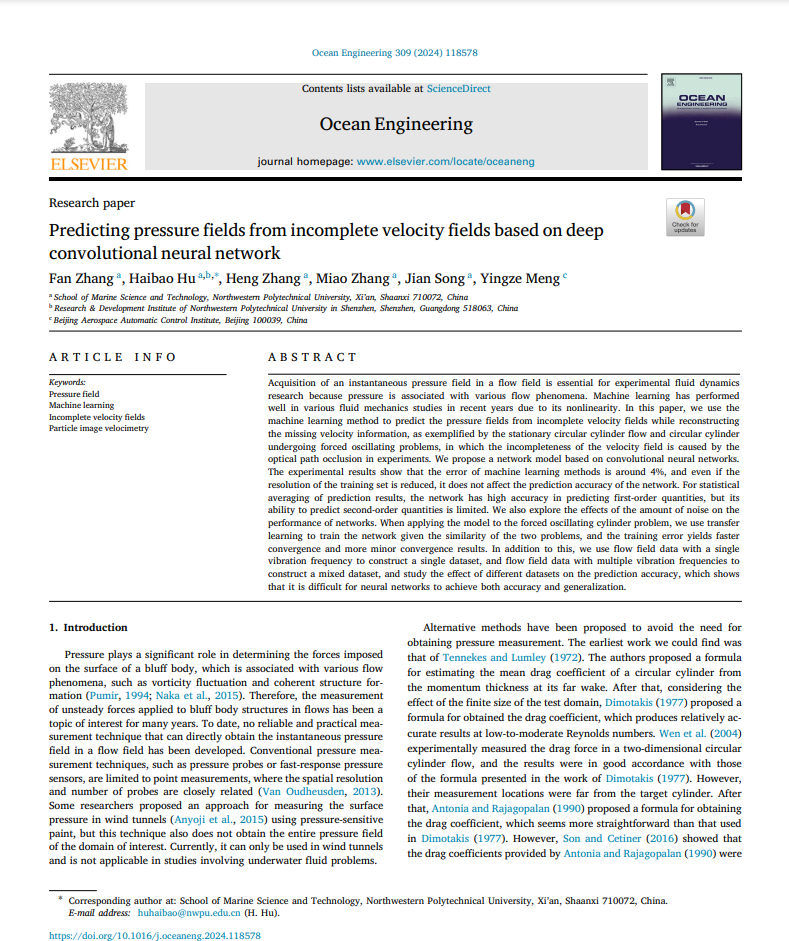 Ocean Engineering 309 (2024) 118578
Contents lists available at ScienceDirect
Ocean Engineering
journal homepage: www.elsevier.com/locate/oceaneng
ELSEVIER
OCEAN
ENGINEERING
Research paper
Predicting pressure fields from incomplete velocity fields based on deep
convolutional neural network
Check for
updates
Fan Zhang a, Haibao Hu a,b,*, Heng Zhang a, Miao Zhang a, Jian Song a, Yingze Meng c
a School of Marine Science and Technology, Northwestern Polytechnical University, Xi'an, Shaanxi 710072, China
b Research & Development Institute of Northwestern Polytechnical University in Shenzhen, Shenzhen, Guangdong 518063, China
c Beijing Aerospace Automatic Control Institute, Beijing 100039, China
ARTICLE INFO
Keywords:
Pressure field
Machine learning
Incomplete velocity fields
Particle image velocimetry
ABSTRACT
Acquisition of an instantaneous pressure field in a flow field is essential for experimental fluid dynamics
research because pressure is associated with various flow phenomena. Machine learning has performed
well in various fluid mechanics studies in recent years due to its nonlinearity. In this paper, we use the
machine learning method to predict the pressure fields from incomplete velocity fields while reconstructing
the missing velocity information, as exemplified by the stationary circular cylinder flow and circular cylinder
undergoing forced oscillating problems, in which the incompleteness of the velocity field is caused by the
optical path occlusion in experiments. We propose a network model based on convolutional neural networks.
The experimental results show that the error of machine learning methods is around 4%, and even if the
resolution of the training set is reduced, it does not affect the prediction accuracy of the network. For statistical
averaging of prediction results, the network has high accuracy in predicting first-order quantities, but its
ability to predict second-order quantities is limited. We also explore the effects of the amount of noise on the
performance of networks. When applying the model to the forced oscillating cylinder problem, we use transfer
learning to train the network given the similarity of the two problems, and the training error yields faster
convergence and more minor convergence results. In addition to this, we use flow field data with a single
vibration frequency to construct a single dataset, and flow field data with multiple vibration frequencies to
construct a mixed dataset, and study the effect of different datasets on the prediction accuracy, which shows
that it is difficult for neural networks to achieve both accuracy and generalization.
1. Introduction
Pressure plays a significant role in determining the forces imposed
on the surface of a bluff body, which is associated with various flow
phenomena, such as vorticity fluctuation and coherent structure for-
mation (Pumir, 1994; Naka et al., 2015). Therefore, the measurement
of unsteady forces applied to bluff body structures in flows has been a
topic of interest for many years. To date, no reliable and practical mea-
surement technique that can directly obtain the instantaneous pressure
field in a flow field has been developed. Conventional pressure mea-
surement techniques, such as pressure probes or fast-response pressure
sensors, are limited to point measurements, where the spatial resolution
and number of probes are closely related (Van Oudheusden, 2013).
Some researchers proposed an approach for measuring the surface
pressure in wind tunnels (Anyoji et al., 2015) using pressure-sensitive
paint, but this technique also does not obtain the entire pressure field
of the domain of interest. Currently, it can only be used in wind tunnels
and is not applicable in studies involving underwater fluid problems.
Alternative methods have been proposed to avoid the need for
obtaining pressure measurement. The earliest work we could find was
that of Tennekes and Lumley (1972). The authors proposed a formula
for estimating the mean drag coefficient of a circular cylinder from
the momentum thickness at its far wake. After that, considering the
effect of the finite size of the test domain, Dimotakis (1977) proposed a
formula for obtained the drag coefficient, which produces relatively ac-
curate results at low-to-moderate Reynolds numbers. Wen et al. (2004)
experimentally measured the drag force in a two-dimensional circular
cylinder flow, and the results were in good accordance with those
of the formula presented in the work of Dimotakis (1977). However,
their measurement locations were far from the target cylinder. After
that, Antonia and Rajagopalan (1990) proposed a formula for obtaining
the drag coefficient, which seems more straightforward than that used
in Dimotakis (1977). However, Son and Cetiner (2016) showed that
the drag coefficients provided by Antonia and Rajagopalan (1990) were
* Corresponding author at: School of Marine Science and Technology, Northwestern Polytechnical University, Xi'an, Shaanxi 710072, China.
E-mail address: huhaibao@nwpu.edu.cn (H. Hu).
https://doi.org/10.1016/j.oceaneng.2024.118578